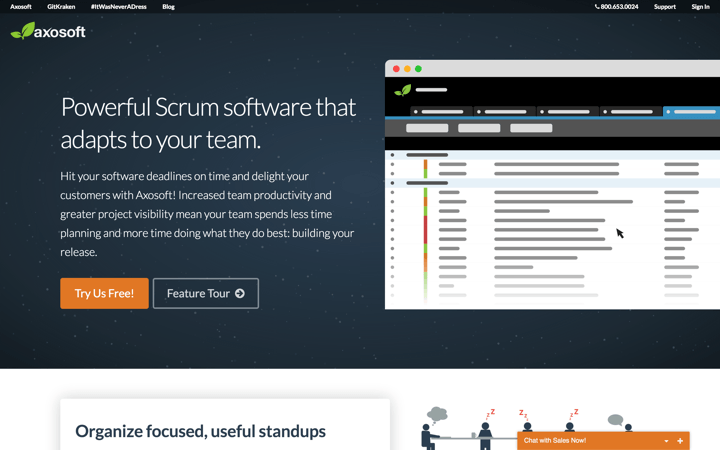 Axosoft GitKraken #ItWasNeverADress Blog 800.653.0024 Support Sign In
axosoft
Powerful Scrum software that
adapts to your team.
Hit your software deadlines on time and delight your
customers with Axosoft! Increased team productivity and
greater project visibility mean your team spends less time
planning and more time doing what they do best: building your
release.
Try Us Free! Feature Tour
Organize focused, useful standups
z Z
z Z
z Z
Chat with Sales Now!